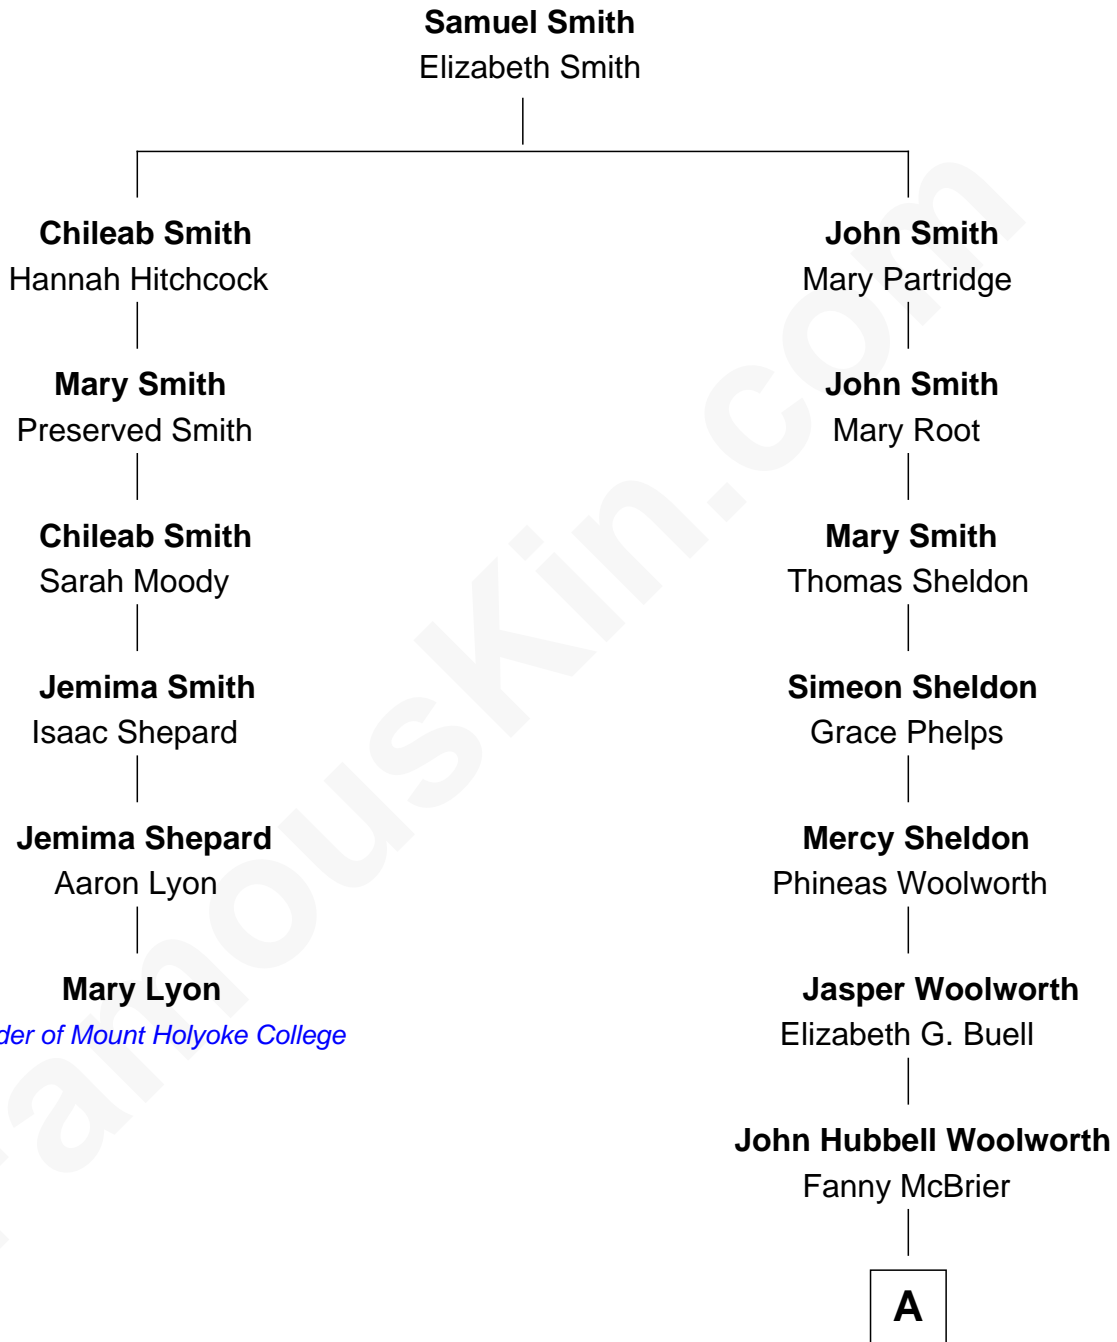 Samuel Smith
Elizabeth Smith
Chileab Smith
Hannah Hitchcock
John Smith
Mary Partridge
Mary Smith
Preserved Smith
John Smith
Mary Root
Chileab Smith
Sarah Moody
Mary Smith
Thomas Sheldon
Jemima Smith
Isaac Shepard
Simeon Sheldon
Grace Phelps
Jemima Shepard
Aaron Lyon
Mercy Sheldon
Phineas Woolworth
Mary Lyon
der of Mount Holyoke College
Jasper Woolworth
Elizabeth G. Buell
John Hubbell Woolworth
Fanny McBrier
A
famouskin.com